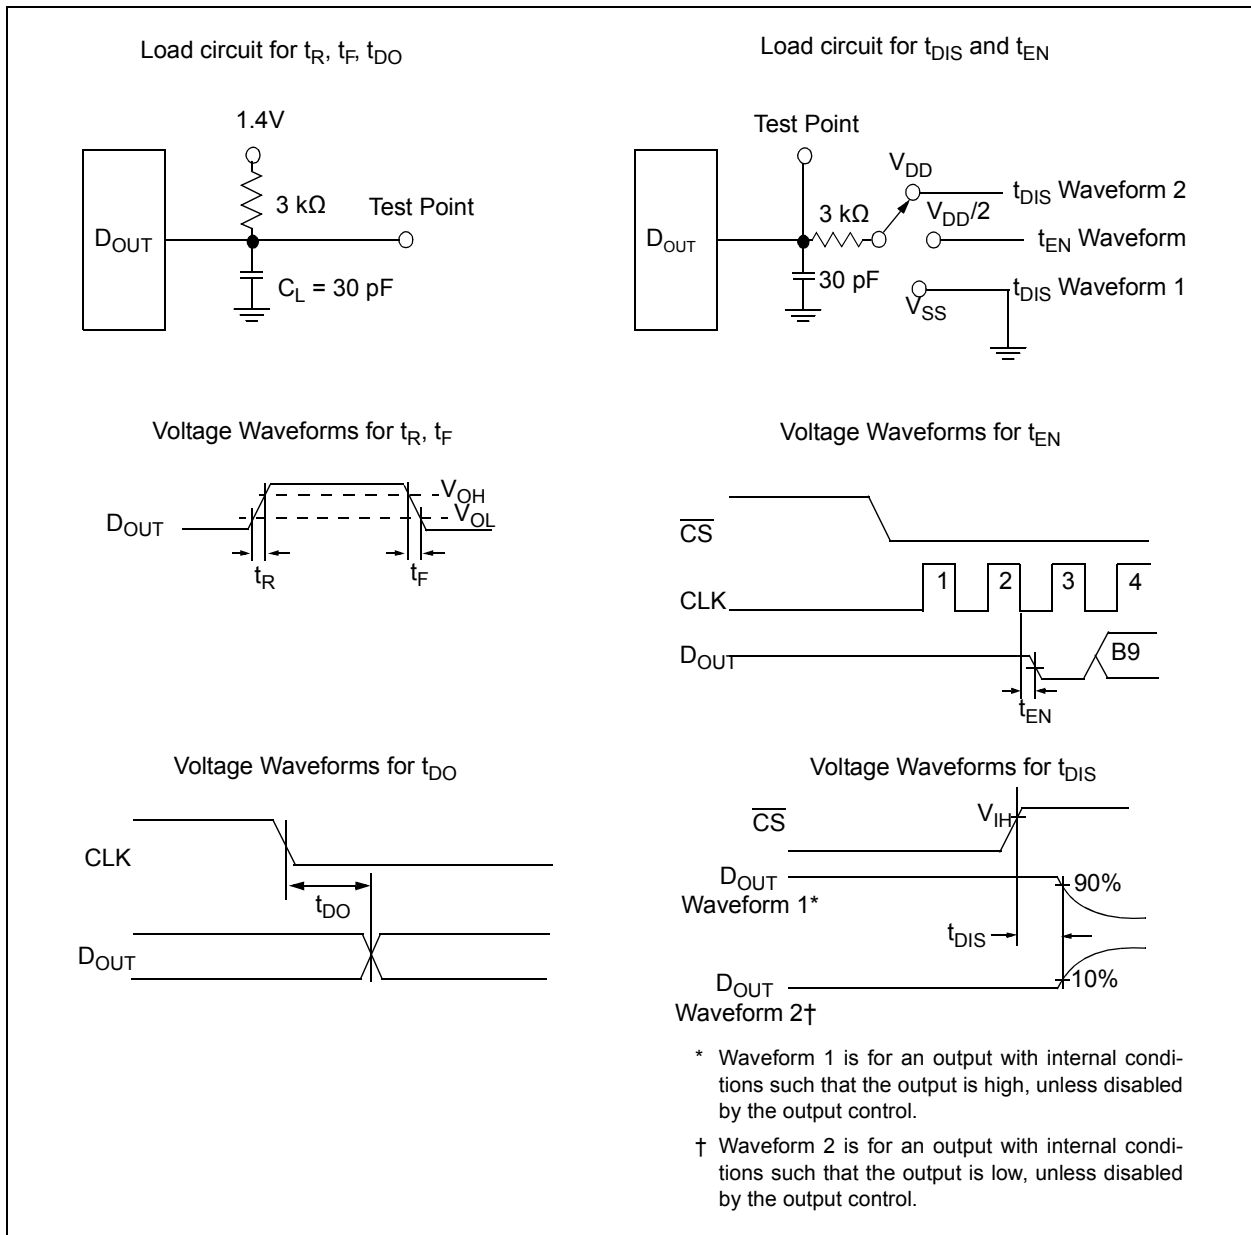 Load circuit for tR, tF, tDO
1.4V
3 kΩ
Test Point
DOUT
CL = 30 pF
Load circuit for tDIS and tEN
Test Point
VDD
tDIS Waveform 2
3 kΩ
VDD/2
DOUT
tEN Waveform
30 pF
tDIS Waveform 1
VSS
Voltage Waveforms for tR, tF
VOH
VOL
DOUT
tR
tF
Voltage Waveforms for tEN
CS
1 2 3 4
CLK
DOUT
B9
tEN
Voltage Waveforms for tDO
CLK
tDO
DOUT
Voltage Waveforms for tDIS
VIH
CS
DOUT
90%
Waveform 1*
tDIS
DOUT
10%
Waveform 2†
* Waveform 1 is for an output with internal condi-
tions such that the output is high, unless disabled
by the output control.
† Waveform 2 is for an output with internal condi-
tions such that the output is low, unless disabled
by the output control.